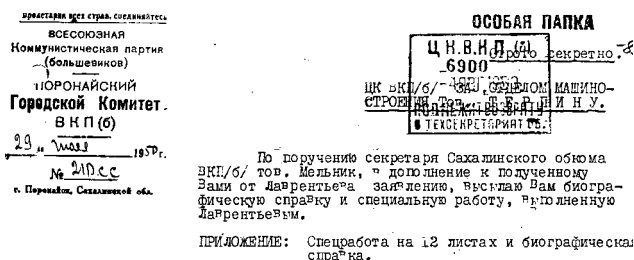 Пролетарии всех стран, соединяйтесь
ВСЕСОЮЗНАЯ
Коммунистическая партия
(большевиков)
ПОРОНАЙСКИЙ
Городской Комитет
ВКП(б)
29 мая 1950 г.
№ 210сс
г. Поронайск, Сахалинской обл.
ОСОБАЯ ПАПКА
Строго секретно.
Ц К В К П (б)
6900
ПОДЛЕЖИТ ВОЗВРАТУ
В ТЕХСЕКРЕТАРИАТ ОБ.
ЦК ВКП/б/ ЗАВ. ОТДЕЛОМ МАШИНО-
СТРОЕНИЯ Тов.
По поручению секретаря Сахалинского обкома
ВКП/б/ тов. Мельник, в дополнение к полученному
Вами от Лаврентьева заявлению, высылаю Вам биогра-
фическую справку и специальную работу, выполненную
Лаврентьевым.
ПРИЛОЖЕНИЕ: Спецработа на 12 листах и биографическая
справка.